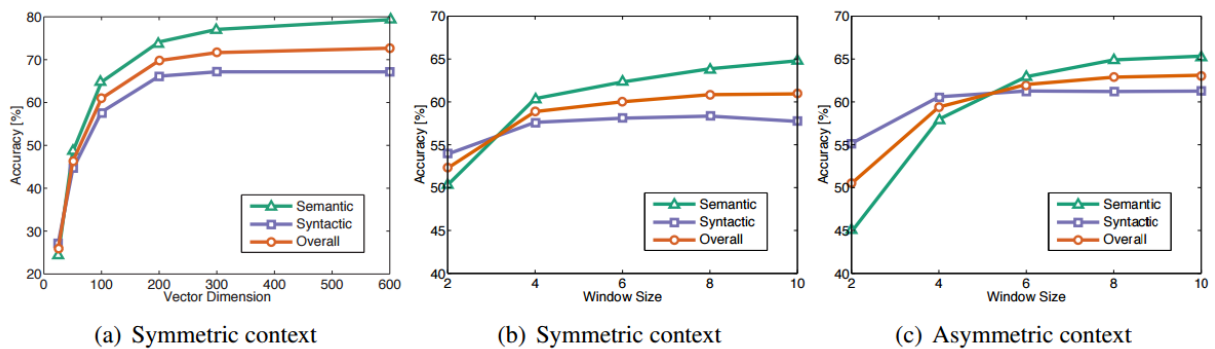 80
70
60
50
40
30
20
Accuracy [%]
0 100 200 300 400 500 600
Vector Dimension
Semantic
Syntactic
Overall
(a) Symmetric context
70
65
60
55
50
45
40
Accuracy [%]
2 4 6 8 10
Window Size
Semantic
Syntactic
Overall
(b) Symmetric context
70
65
60
55
50
45
40
Accuracy [%]
2 4 6 8 10
Window Size
Semantic
Syntactic
Overall
(c) Asymmetric context